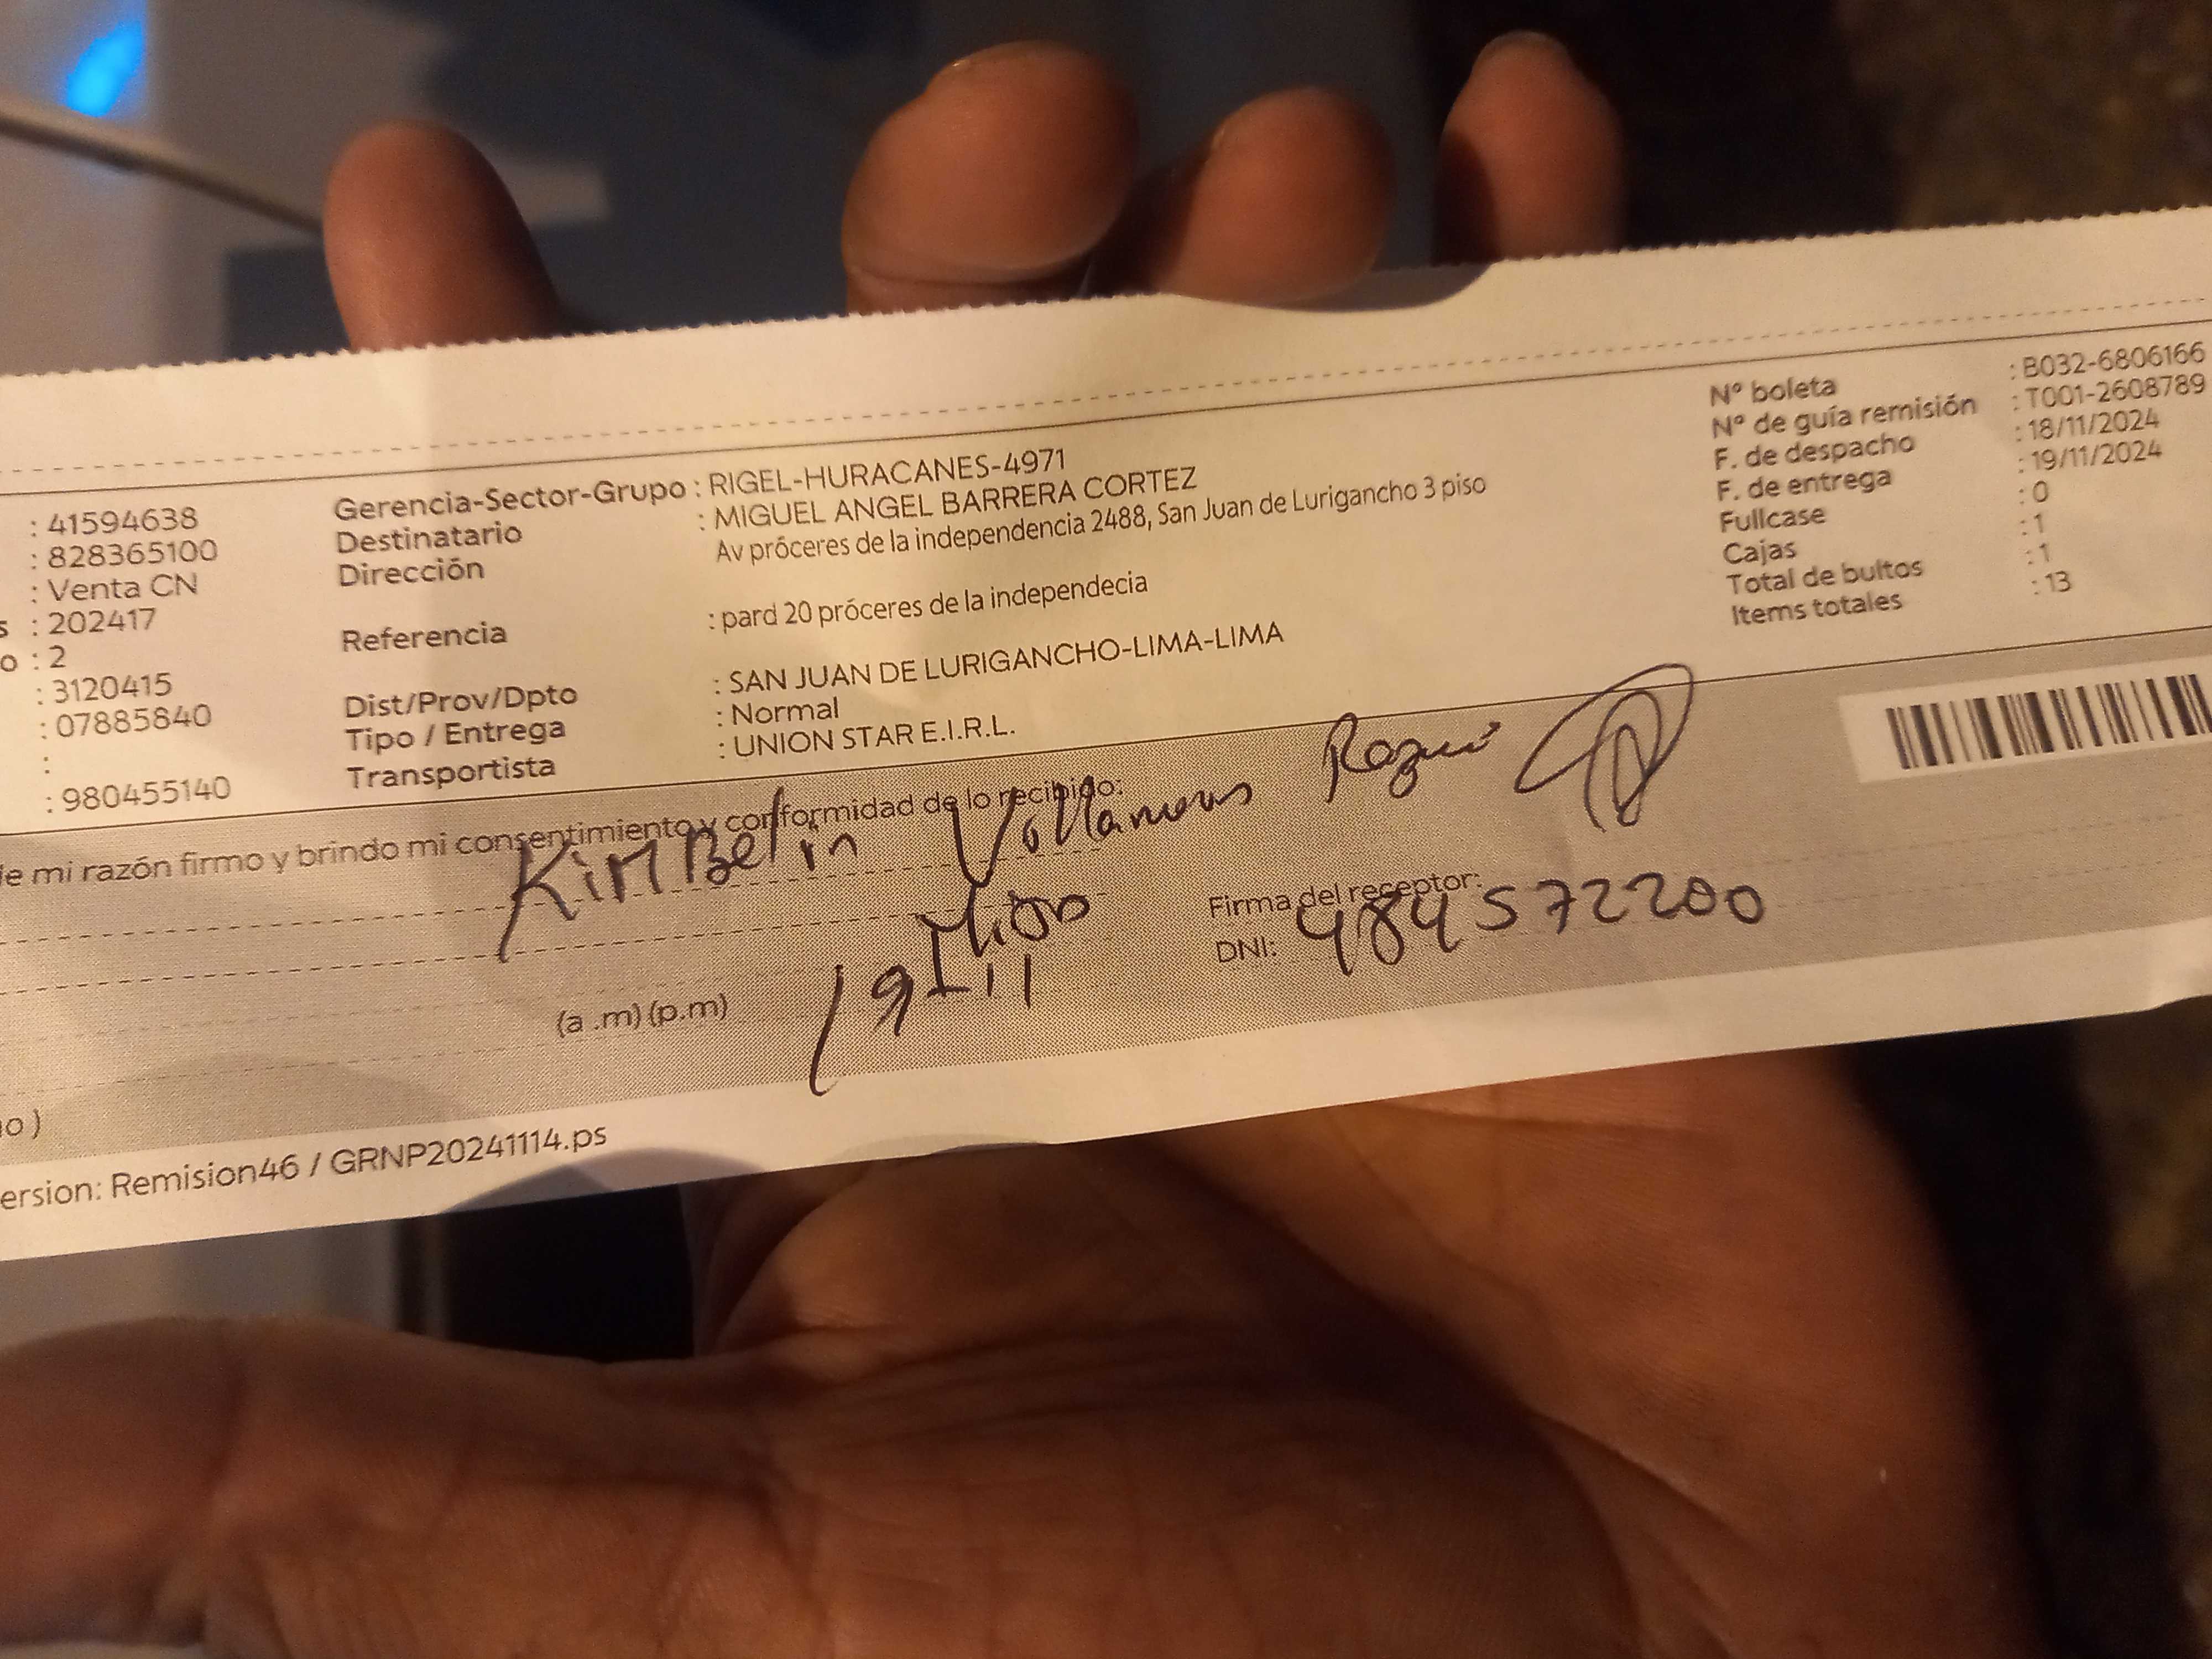 : 41594638
: 828365100
: Venta CN
s : 202417
o : 2
: 3120415
: 07885840
:
: 980455140
Gerencia-Sector-Grupo : RIGEL-HURACANES-4971
Destinatario : MIGUEL ANGEL BARRERA CORTEZ
Dirección Av próceres de la independencia 2488, San Juan de Lurigancho 3 piso
Referencia : pard 20 próceres de la independecia
Dist/Prov/Dpto : SAN JUAN DE LURIGANCHO-LIMA-LIMA
Tipo / Entrega : Normal
Transportista : UNION STAR E.I.R.L.
N° boleta : B032-6806166
N° de guía remisión : T001-2608789
F. de despacho : 18/11/2024
F. de entrega : 19/11/2024
Fullcase : 0
Cajas : 1
Total de bultos : 1
Items totales : 13
de mi razón firmo y brindo mi consentimiento y conformidad de lo recibido:
KimBelin
Firma del receptor:
DNI: 484572200
(a .m) (p.m) 19-11
no )
ersion: Remision46 / GRNP20241114.ps